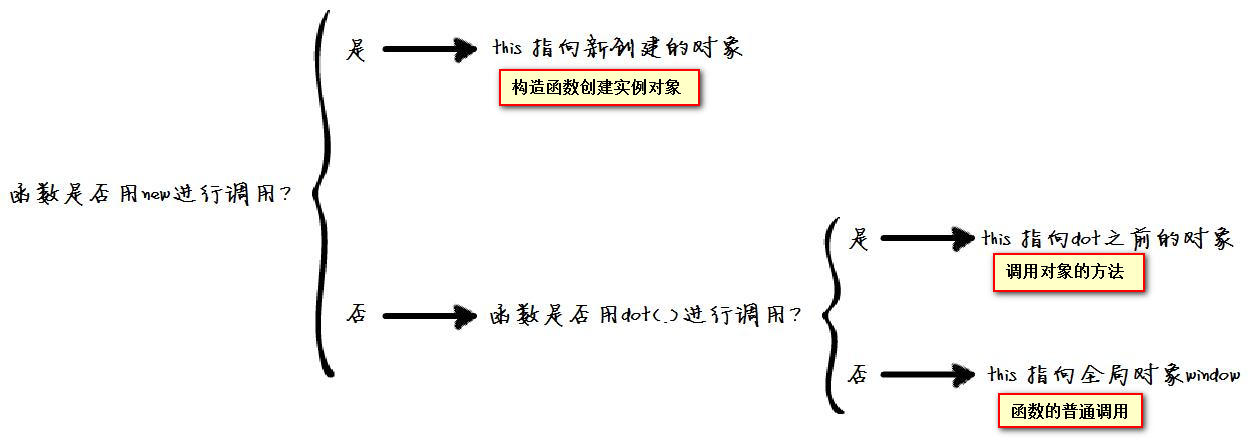 是
this 指向新创建的对象
构造函数创建实例对象
函数是否用new进行调用?
是
this 指向dot之前的对象
调用对象的方法
否
函数是否用dot(.)进行调用?
否
this 指向全局对象window
函数的普通调用